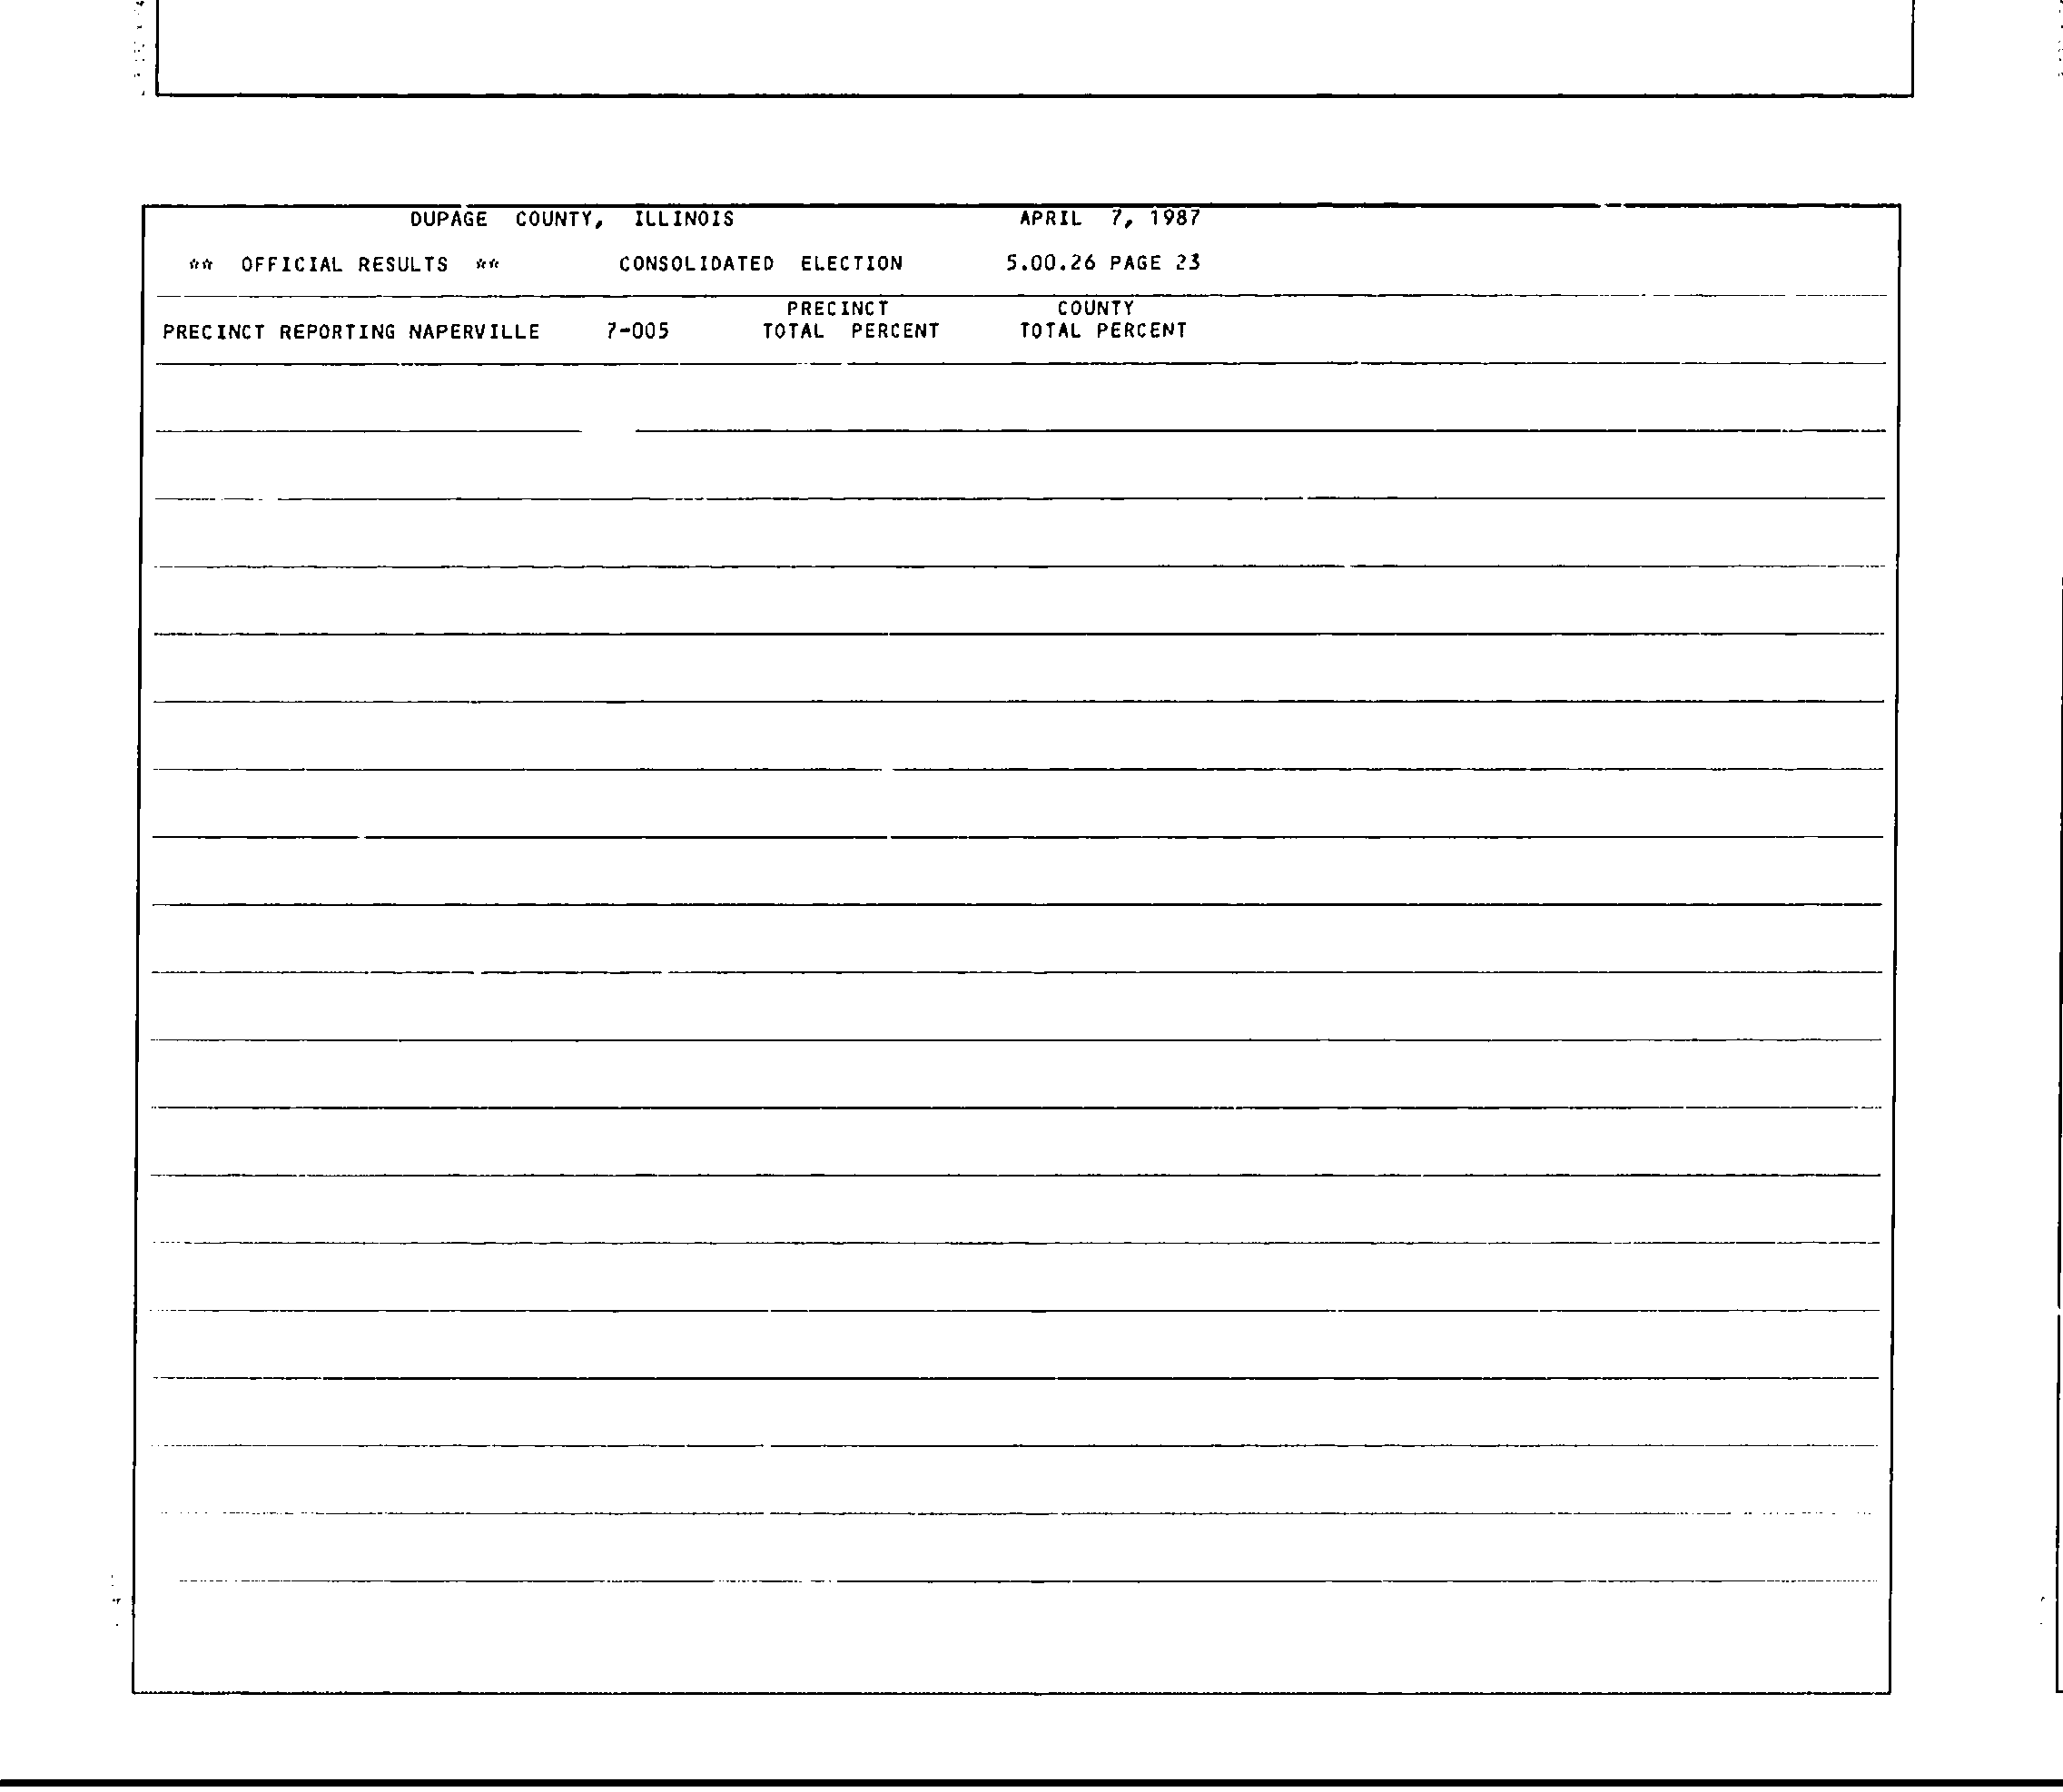 DUPAGE COUNTY, ILLINOIS APRIL 7, 1987
** OFFICIAL RESULTS ** CONSOLIDATED ELECTION 5.00.26 PAGE 23
PRECINCT COUNTY
PRECINCT REPORTING NAPERVILLE 7-005 TOTAL PERCENT TOTAL PERCENT